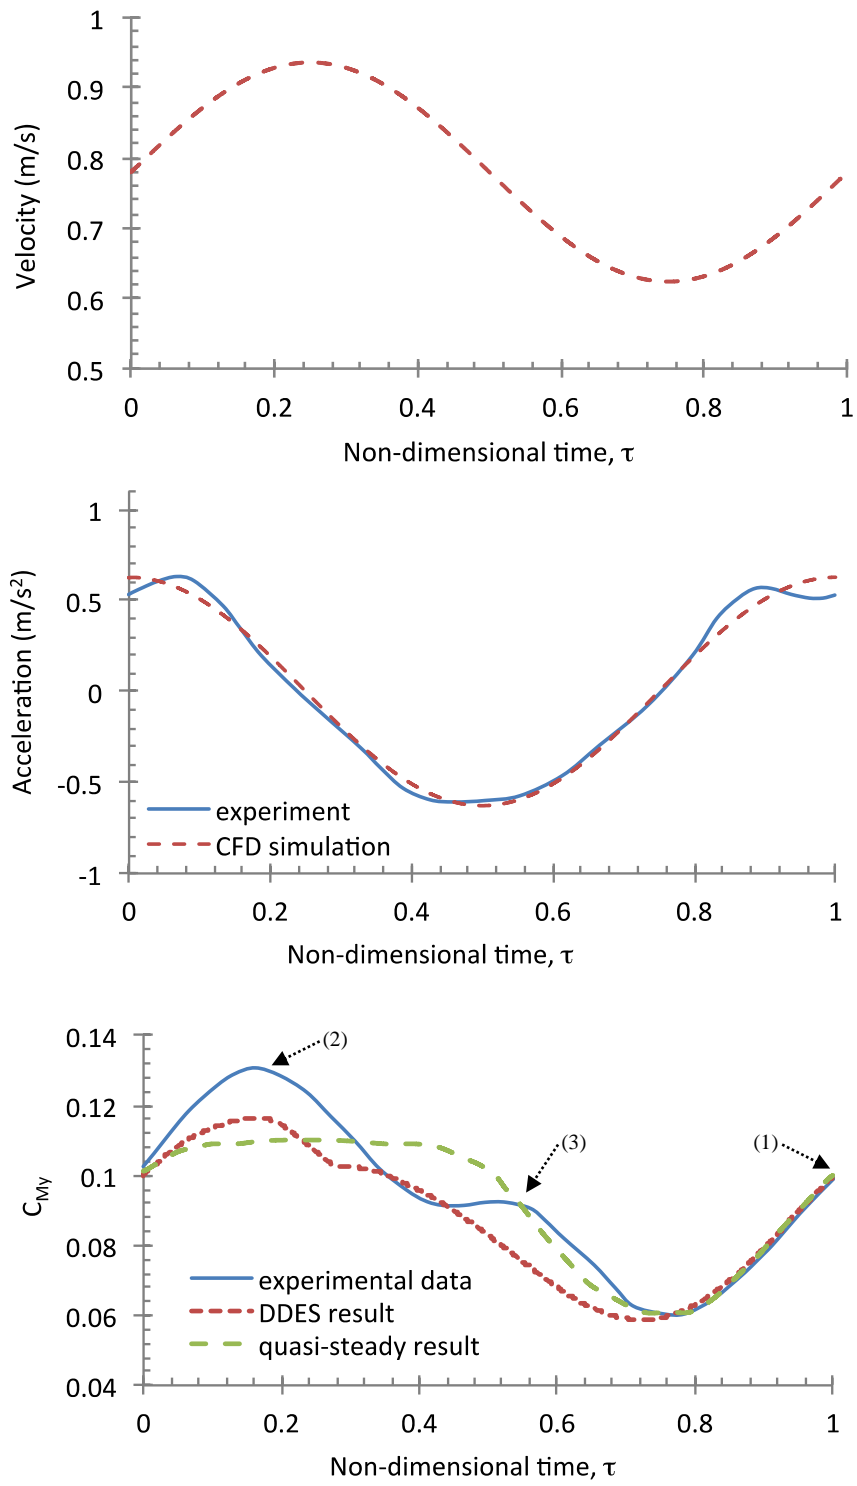 1
0.9
0.8
0.7
0.6
0.5
Velocity (m/s)
0 0.2 0.4 0.6 0.8 1
Non-dimensional time, τ
1
0.5
0
-0.5
-1
Acceleration (m/s²)
experiment
CFD simulation
0 0.2 0.4 0.6 0.8 1
Non-dimensional time, τ
0.14
0.12
0.1
0.08
0.06
0.04
CMy
(2)
(3)
(1)
experimental data
DDES result
quasi-steady result
0 0.2 0.4 0.6 0.8 1
Non-dimensional time, τ